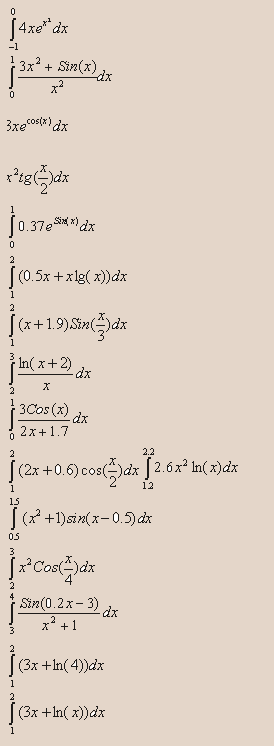 ∫_{-1}^{0} 4xe^{x²}dx
∫_{0}^{1} (3x² + Sin(x))/x² dx
3xe^{cos(x)}dx
x²tg(x/2)dx
∫_{0}^{1} 0.37e^{Sin(x)}dx
∫_{1}^{2} (0.5x + x lg(x))dx
∫_{1}^{2} (x + 1.9)Sin(x/3)dx
∫_{2}^{3} ln(x + 2)/x dx
∫_{0}^{1} 3Cos(x)/(2x + 1.7) dx
∫_{1}^{2} (2x + 0.6)cos(x/2)dx ∫_{1.2}^{2.2} 2.6x² ln(x)dx
∫_{0.5}^{1.5} (x² + 1)sin(x − 0.5)dx
∫_{2}^{3} x²Cos(x/4)dx
∫_{3}^{4} Sin(0.2x − 3)/(x² + 1) dx
∫_{1}^{2} (3x + ln(4))dx
∫_{1}^{2} (3x + ln(x))dx